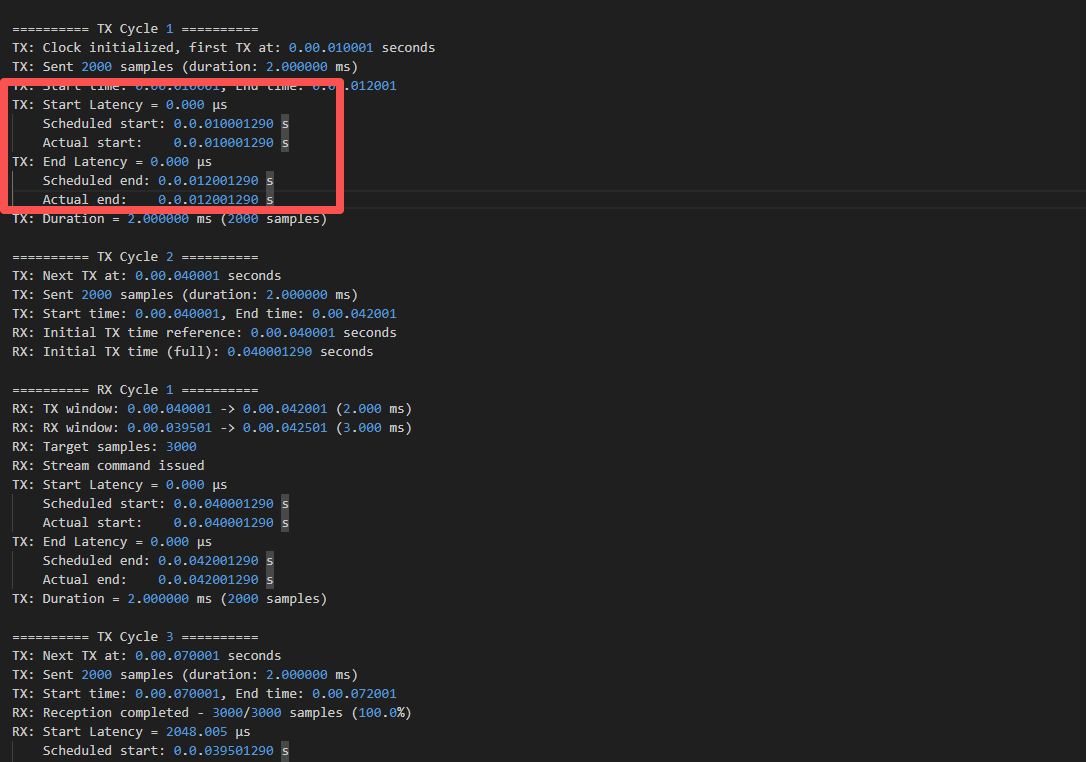 ========== TX Cycle 1 ==========
TX: Clock initialized, first TX at: 0.00.010001 seconds
TX: Sent 2000 samples (duration: 2.000000 ms)
TX: Start time: 0.00.010001, End time: 0.00.012001
TX: Start Latency = 0.000 µs
    Scheduled start: 0.0.010001290 s
    Actual start:    0.0.010001290 s
TX: End Latency = 0.000 µs
    Scheduled end: 0.0.012001290 s
    Actual end:    0.0.012001290 s
TX: Duration = 2.000000 ms (2000 samples)

========== TX Cycle 2 ==========
TX: Next TX at: 0.00.040001 seconds
TX: Sent 2000 samples (duration: 2.000000 ms)
TX: Start time: 0.00.040001, End time: 0.00.042001
RX: Initial TX time reference: 0.00.040001 seconds
RX: Initial TX time (full): 0.040001290 seconds

========== RX Cycle 1 ==========
RX: TX window: 0.00.040001 -> 0.00.042001 (2.000 ms)
RX: RX window: 0.00.039501 -> 0.00.042501 (3.000 ms)
RX: Target samples: 3000
RX: Stream command issued
TX: Start Latency = 0.000 µs
    Scheduled start: 0.0.040001290 s
    Actual start:    0.0.040001290 s
TX: End Latency = 0.000 µs
    Scheduled end: 0.0.042001290 s
    Actual end:    0.0.042001290 s
TX: Duration = 2.000000 ms (2000 samples)

========== TX Cycle 3 ==========
TX: Next TX at: 0.00.070001 seconds
TX: Sent 2000 samples (duration: 2.000000 ms)
TX: Start time: 0.00.070001, End time: 0.00.072001
RX: Reception completed - 3000/3000 samples (100.0%)
RX: Start Latency = 2048.005 µs
    Scheduled start: 0.0.039501290 s